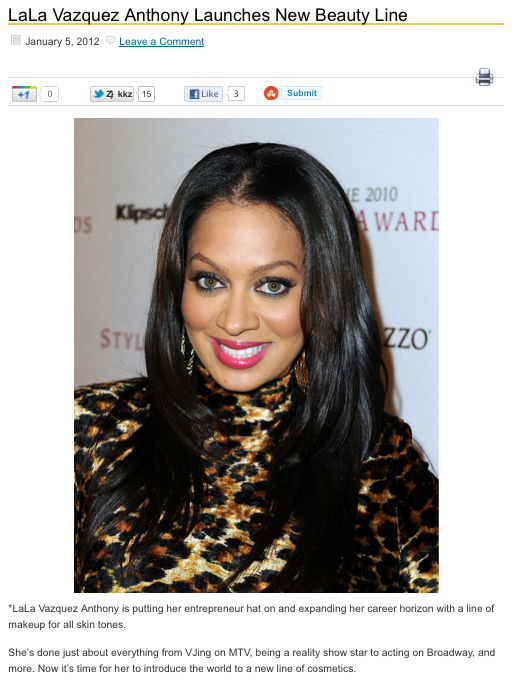 LaLa Vazquez Anthony Launches New Beauty Line
January 5, 2012 Leave a Comment
+1 0 kkz 15 Like 3 Submit
E 2010
DS Klipsch AWARD
STYL ZZO
*LaLa Vazquez Anthony is putting her entrepreneur hat on and expanding her career horizon with a line of
makeup for all skin tones.
She's done just about everything from VJing on MTV, being a reality show star to acting on Broadway, and
more. Now it's time for her to introduce the world to a new line of cosmetics.